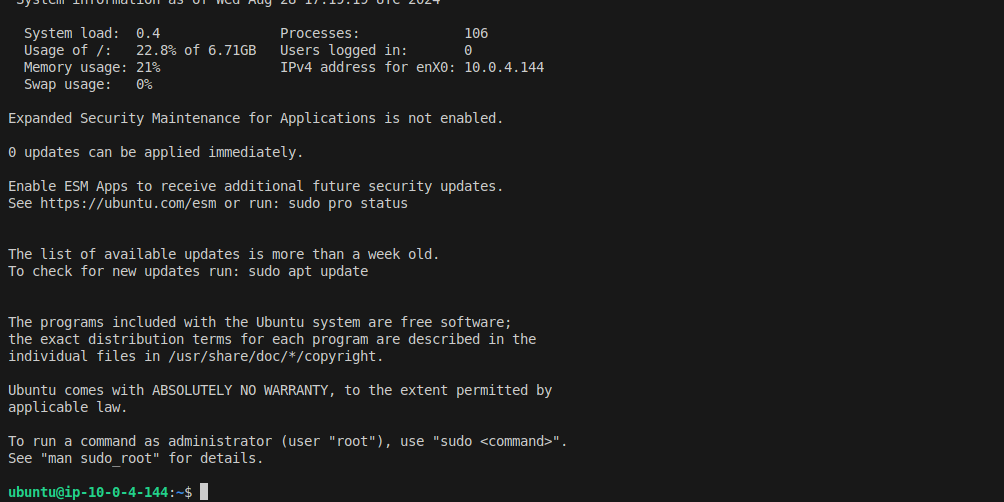 System information as of Wed Aug 28 17:19:19 UTC 2024
System load:  0.4               Processes:             106
Usage of /:   22.8% of 6.71GB   Users logged in:       0
Memory usage: 21%               IPv4 address for enX0: 10.0.4.144
Swap usage:   0%
Expanded Security Maintenance for Applications is not enabled.
0 updates can be applied immediately.
Enable ESM Apps to receive additional future security updates.
See https://ubuntu.com/esm or run: sudo pro status
The list of available updates is more than a week old.
To check for new updates run: sudo apt update
The programs included with the Ubuntu system are free software;
the exact distribution terms for each program are described in the
individual files in /usr/share/doc/*/copyright.
Ubuntu comes with ABSOLUTELY NO WARRANTY, to the extent permitted by
applicable law.
To run a command as administrator (user "root"), use "sudo <command>".
See "man sudo_root" for details.
ubuntu@ip-10-0-4-144:~$